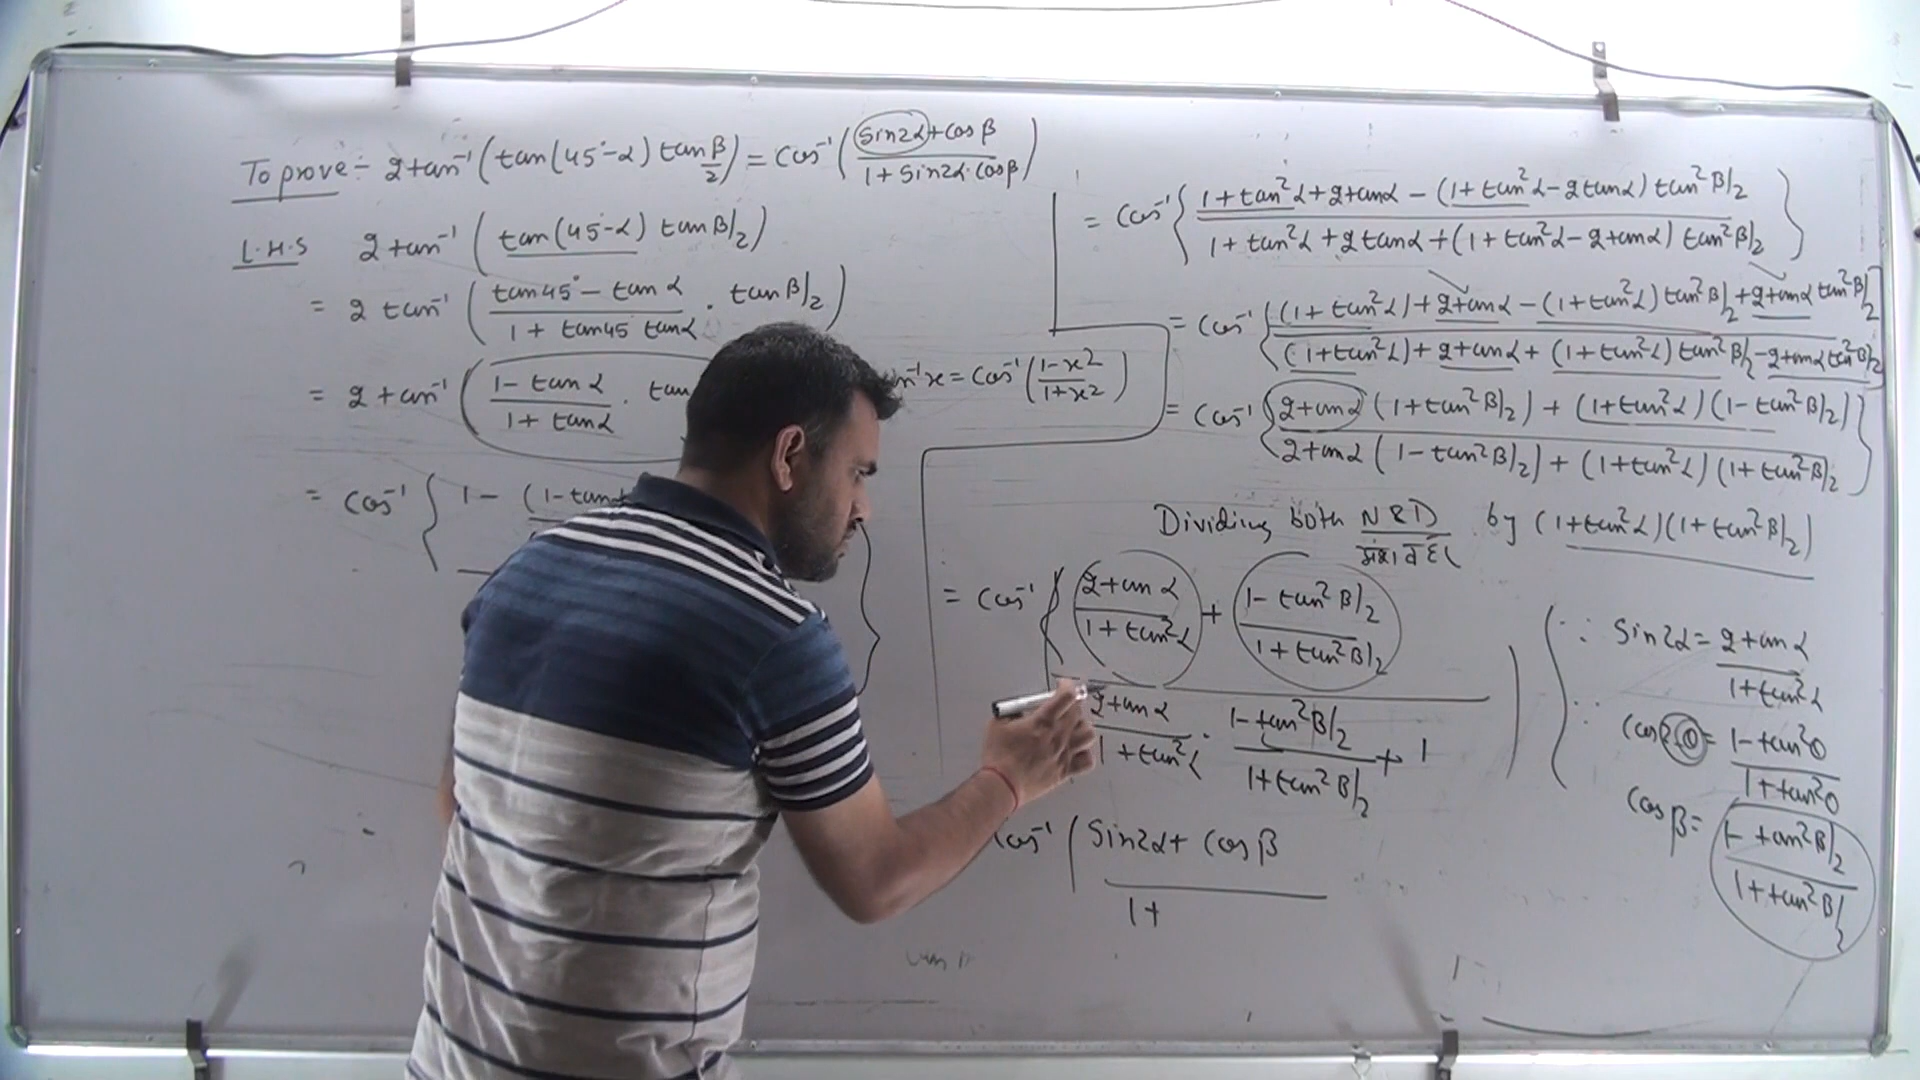 To prove÷ 2tan⁻¹(tan(45°-α) tan β/2) = Cos⁻¹((Sin2α+Cosβ)/(1+Sin2α.Cosβ))
L.H.S 2tan⁻¹(tan(45-α) tanβ/2)
= 2 tan⁻¹((tan45°-tanα)/(1+tan45 tanα) . tanβ/2)
= 2tan⁻¹((1-tanα)/(1+tanα) . tan
n⁻¹x = Cos⁻¹((1-x²)/(1+x²))
= Cos⁻¹{1-(1-tanα
= Cos⁻¹{(1+tan²α+2tanα-(1+tan²α-2tanα)tan²β/2)/(1+tan²α+2tanα+(1+tan²α-2tanα)tan²β/2)}
= Cos⁻¹{((1+tan²α)+2tanα-(1+tan²α)tan²β/2+2tanα tan²β/2)/((1+tan²α)+2tanα+(1+tan²α)tan²β/2-2tanα tan²β/2)}
= Cos⁻¹{(2tanα(1+tan²β/2)+(1+tan²α)(1-tan²β/2))/(2tanα(1-tan²β/2)+(1+tan²α)(1+tan²β/2))}
Dividing both N & D by (1+tan²α)(1+tan²β/2)
= Cos⁻¹{(2tanα/(1+tan²α) + (1-tan²β/2)/(1+tan²β/2))/(2tanα/(1+tan²α) . (1-tan²β/2)/(1+tan²β/2) + 1)
Cos⁻¹((Sin2α+Cosβ)/(1+
∵ Sin2α = 2tanα/(1+tan²α)
∵ Cos2θ = (1-tan²θ)/(1+tan²θ)
Cosβ = (1-tan²β/2)/(1+tan²β/2)